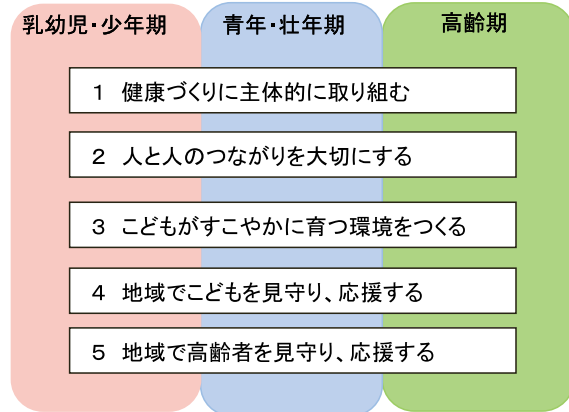 乳幼児・少年期
青年・壮年期
高齢期
1 健康づくりに主体的に取り組む
2 人と人のつながりを大切にする
3 こどもがすこやかに育つ環境をつくる
4 地域でこどもを見守り、応援する
5 地域で高齢者を見守り、応援する